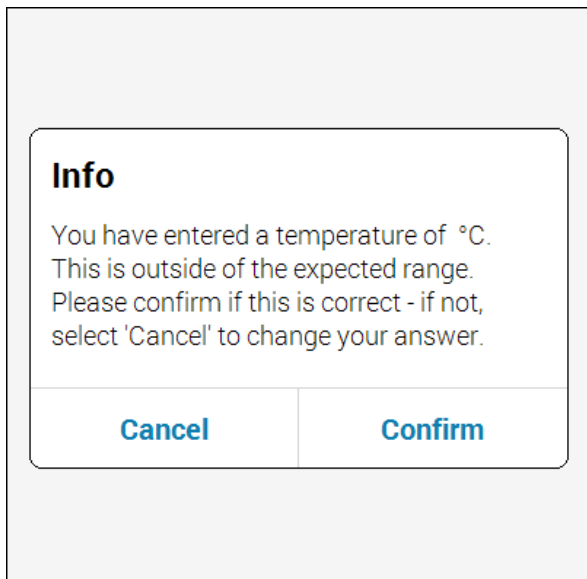 Info
You have entered a temperature of  °C.
This is outside of the expected range.
Please confirm if this is correct - if not,
select 'Cancel' to change your answer.
Cancel
Confirm